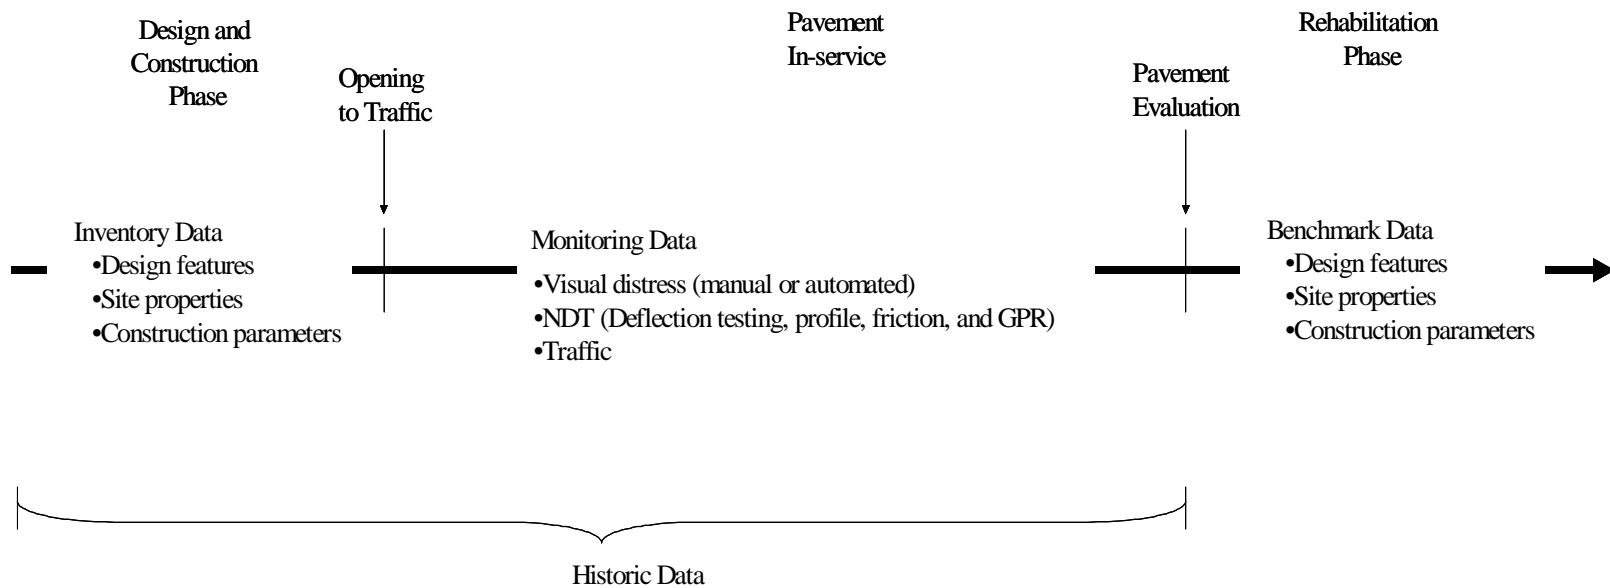 Design and
Construction
Phase
Opening
to Traffic
Pavement
In-service
Pavement
Evaluation
Rehabilitation
Phase
Inventory Data
•Design features
•Site properties
•Construction parameters
Monitoring Data
•Visual distress (manual or automated)
•NDT (Deflection testing, profile, friction, and GPR)
•Traffic
Benchmark Data
•Design features
•Site properties
•Construction parameters
Historic Data